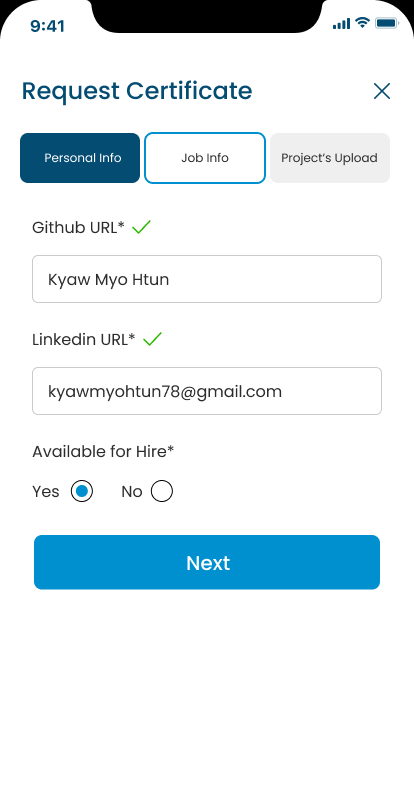 9:41
Request Certificate
Personal Info
Job Info
Project's Upload
Github URL*
Kyaw Myo Htun
Linkedin URL*
kyawmyohtun78@gmail.com
Available for Hire*
Yes
No
Next